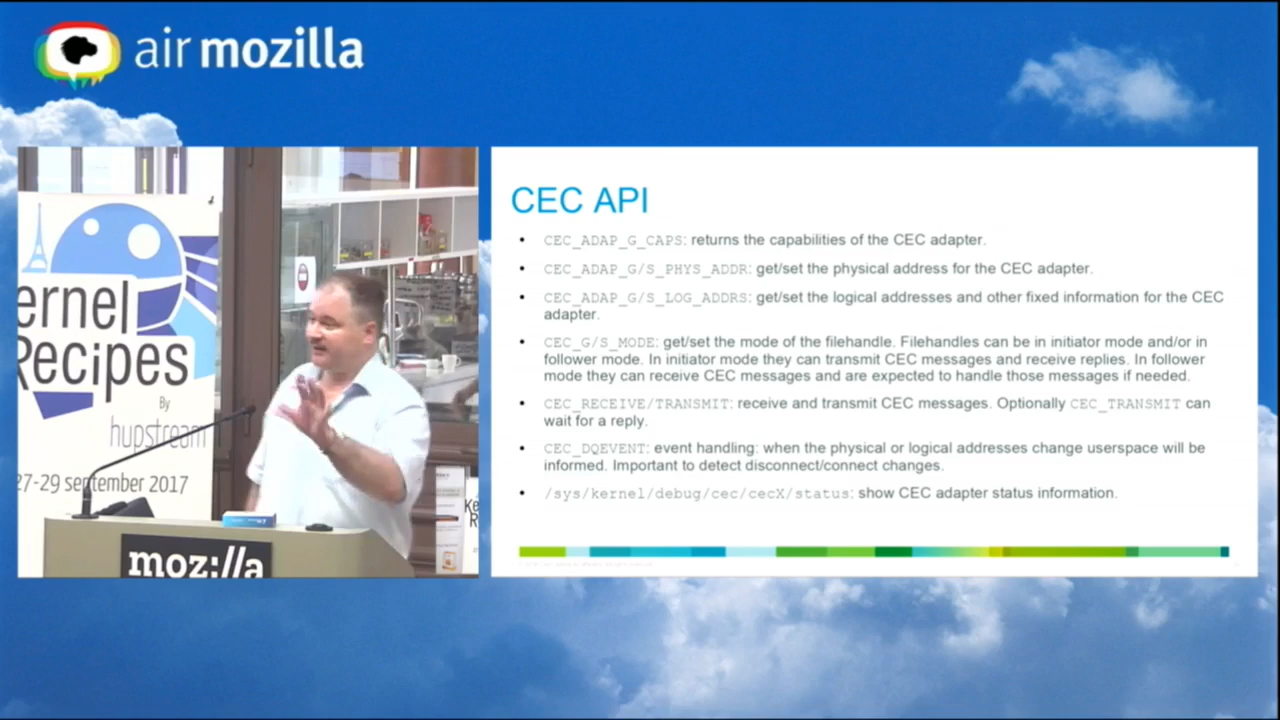 air mozilla
ernel
Recipes
By
hupstream
27-29 september 2017
moz://a
Ke
R
CEC API
• CEC_ADAP_G_CAPS: returns the capabilities of the CEC adapter.
• CEC_ADAP_G/S_PHYS_ADDR: get/set the physical address for the CEC adapter.
• CEC_ADAP_G/S_LOG_ADDRS: get/set the logical addresses and other fixed information for the CEC
adapter.
• CEC_G/S_MODE: get/set the mode of the filehandle. Filehandles can be in initiator mode and/or in
follower mode. In initiator mode they can transmit CEC messages and receive replies. In follower
mode they can receive CEC messages and are expected to handle those messages if needed.
• CEC_RECEIVE/TRANSMIT: receive and transmit CEC messages. Optionally CEC_TRANSMIT can
wait for a reply.
• CEC_DQEVENT: event handling: when the physical or logical addresses change userspace will be
informed. Important to detect disconnect/connect changes.
• /sys/kernel/debug/cec/cecX/status: show CEC adapter status information.